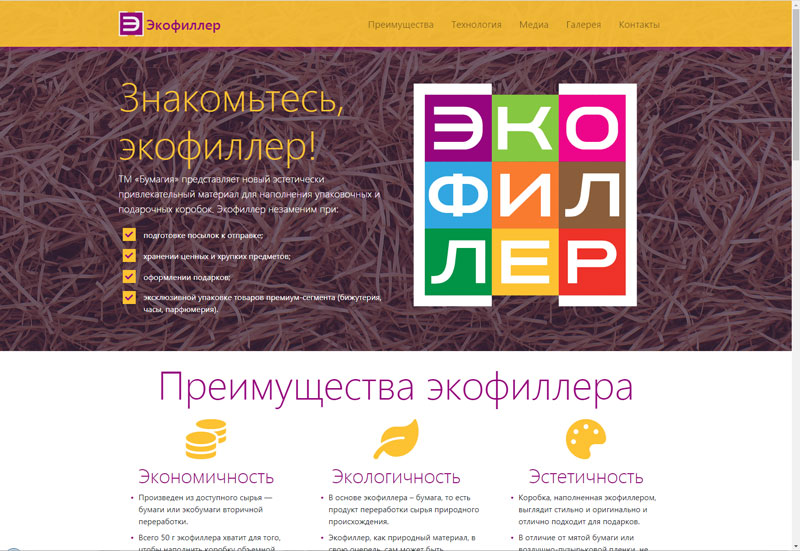 Э Экофиллер
Преимущества Технология Медиа Галерея Контакты
Знакомьтесь,
экофиллер!
ТМ «Бумагия» представляет новый эстетически
привлекательный материал для наполнения упаковочных и
подарочных коробок. Экофиллер незаменим при:
подготовке посылок к отправке;
хранении ценных и хрупких предметов;
оформлении подарков;
эксклюзивной упаковке товаров премиум-сегмента (бижутерия,
часы, парфюмерия).
ЭКО
ФИЛ
ЛЕР
Преимущества экофиллера
Экономичность
• Произведен из доступного сырья —
бумаги или экобумаги вторичной
переработки.
• Всего 50 г экофиллера хватит для того,
чтобы наполнить коробку объемной
Экологичность
• В основе экофиллера – бумага, то есть
продукт переработки сырья природного
происхождения.
• Экофиллер, как природный материал, в
свою очередь, сам может быть
Эстетичность
• Коробка, наполненная экофиллером,
выглядит стильно и оригинально и
отлично подходит для подарков.
• В отличие от мятой бумаги или
воздушно-пузырьковой пленки, не